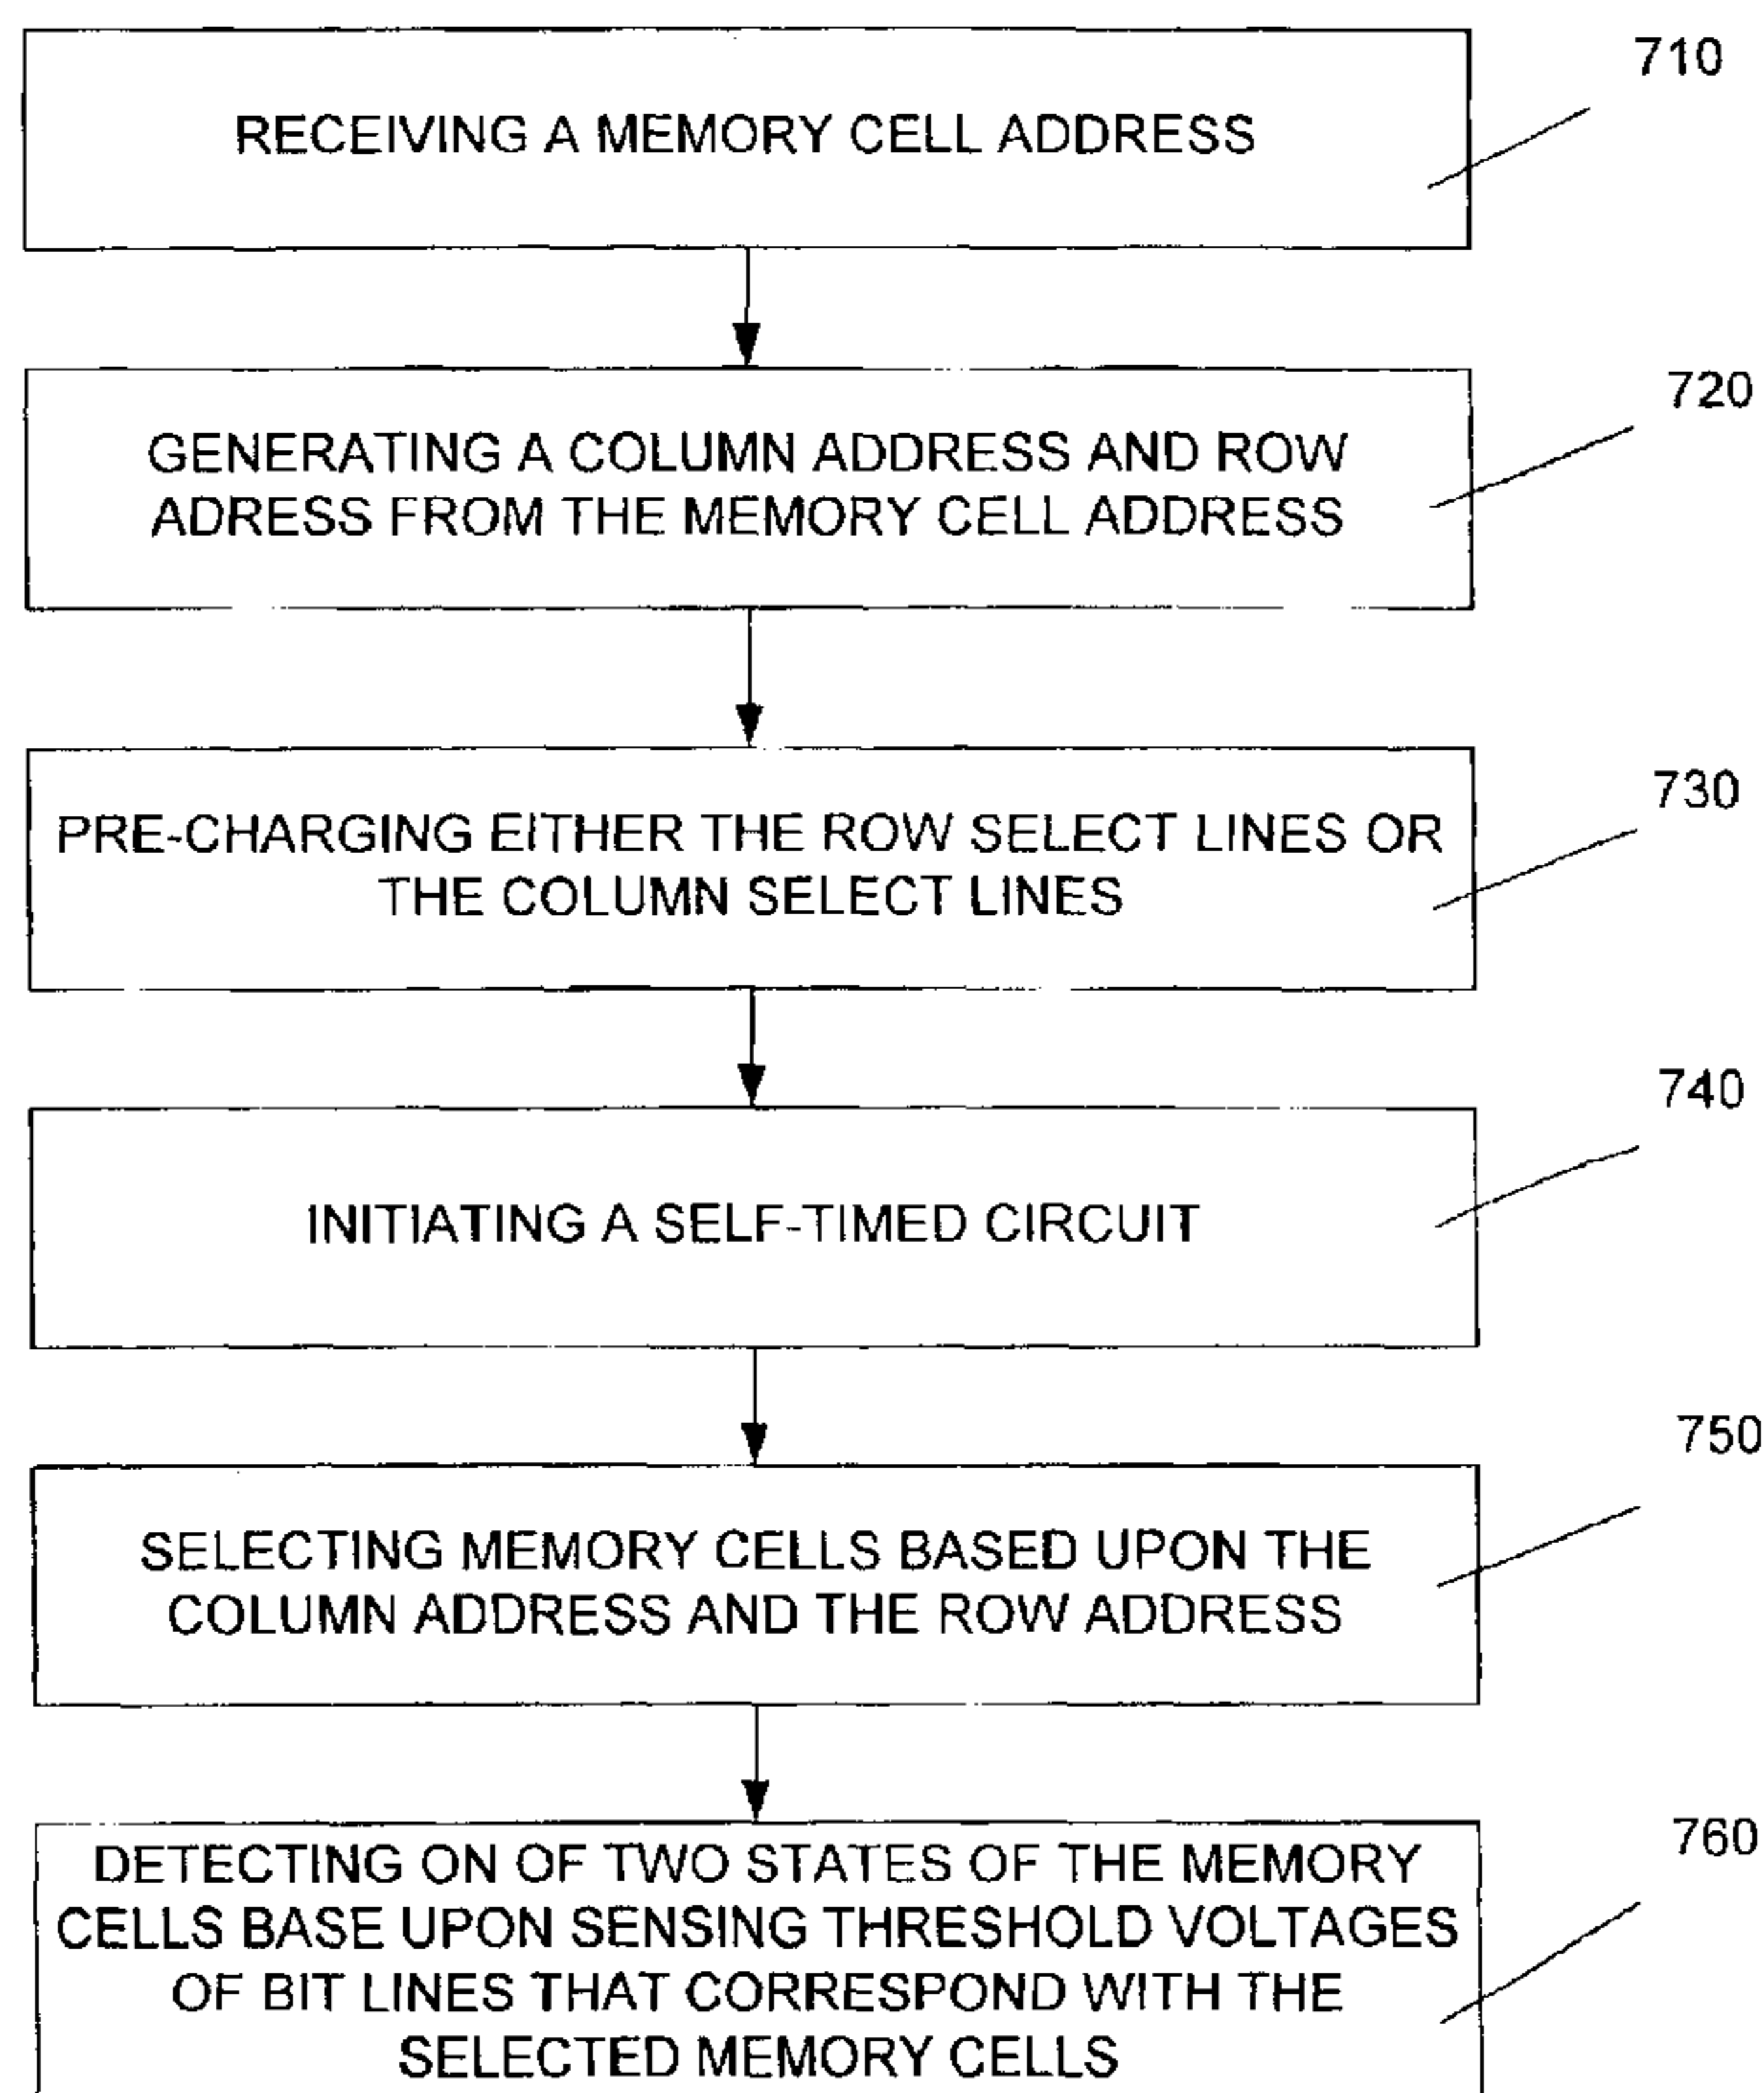 710
RECEIVING A MEMORY CELL ADDRESS
720
GENERATING A COLUMN ADDRESS AND ROW
ADRESS FROM THE MEMORY CELL ADDRESS
730
PRE-CHARGING EITHER THE ROW SELECT LINES OR
THE COLUMN SELECT LINES
740
INITIATING A SELF-TIMED CIRCUIT
750
SELECTING MEMORY CELLS BASED UPON THE
COLUMN ADDRESS AND THE ROW ADDRESS
760
DETECTING ON OF TWO STATES OF THE MEMORY
CELLS BASE UPON SENSING THRESHOLD VOLTAGES
OF BIT LINES THAT CORRESPOND WITH THE
SELECTED MEMORY CELLS